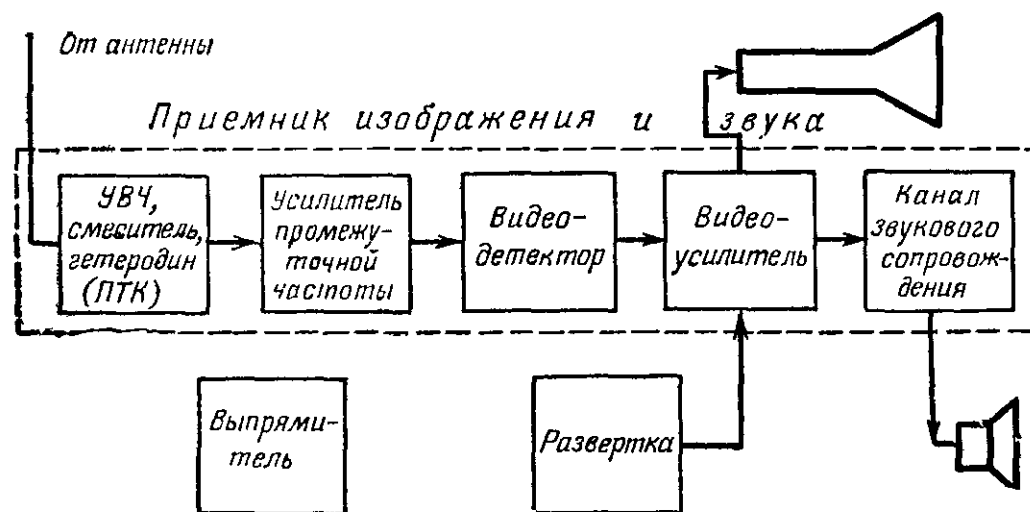 От антенны
Приемник изображения и звука
УВЧ,
смеситель,
гетеродин
(ПТК)
Усилитель
промежу-
точной
частоты
Видео-
детектор
Видео-
усилитель
Канал
звукового
сопровож-
дения
Выпрями-
тель
Развертка